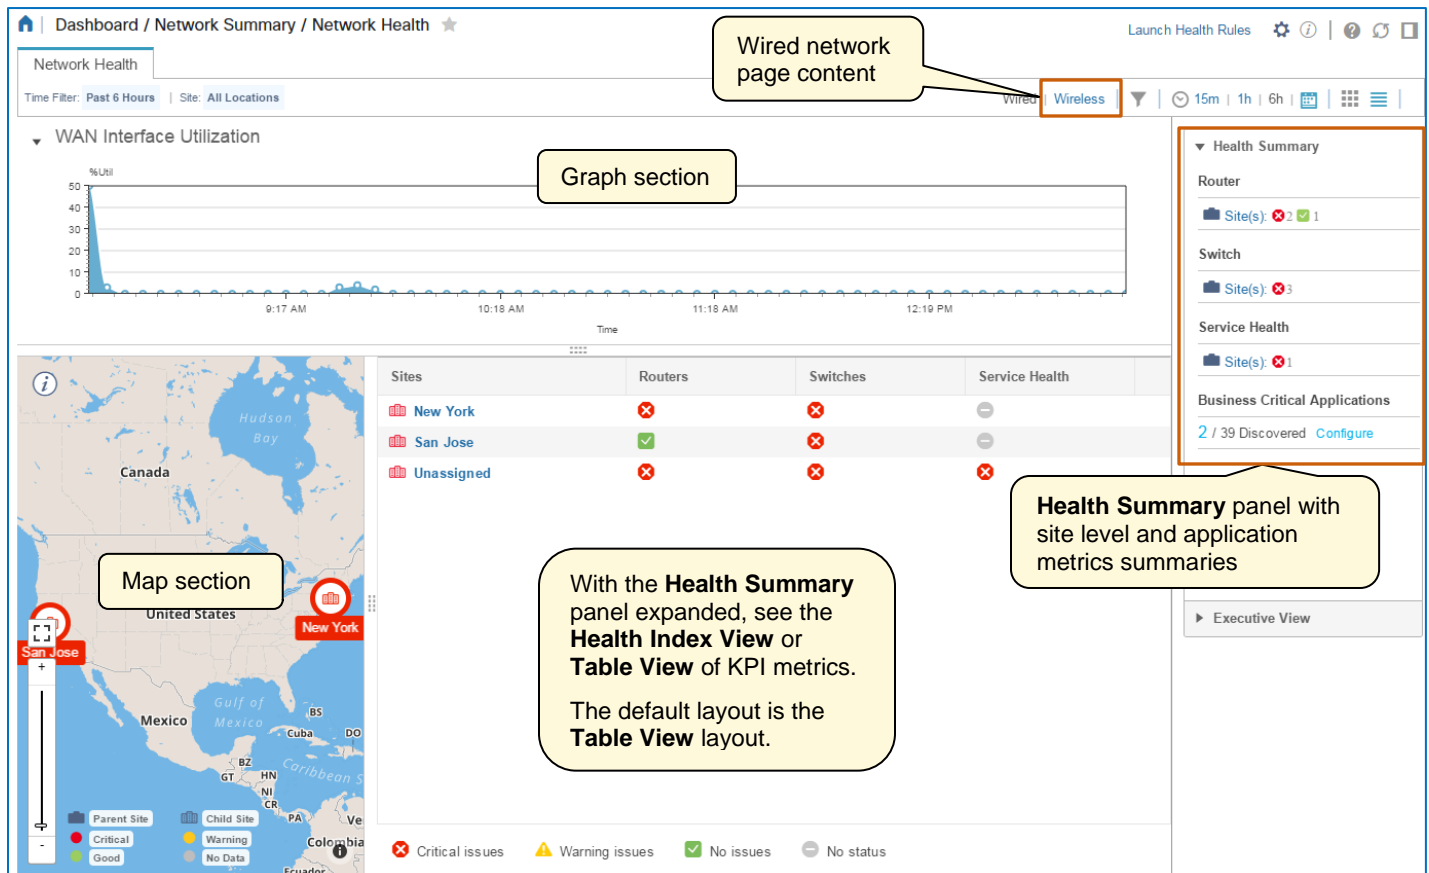 Dashboard / Network Summary / Network Health
Launch Health Rules
Network Health
Wired network
page content
Time Filter: Past 6 Hours | Site: All Locations
Wired | Wireless
15m | 1h | 6h |
WAN Interface Utilization
Graph section
%Util
50
40
30
20
10
0
9:17 AM
10:18 AM
11:18 AM
12:19 PM
Time
Health Summary
Router
Site(s): 2 1
Switch
Site(s): 3
Service Health
Site(s): 1
Business Critical Applications
2 / 39 Discovered Configure
Health Summary panel with
site level and application
metrics summaries
Executive View
Sites Routers Switches Service Health
New York
San Jose
Unassigned
With the Health Summary
panel expanded, see the
Health Index View or
Table View of KPI metrics.
The default layout is the
Table View layout.
Critical issues Warning issues No issues No status
Hudson
Bay
Canada
Map section
United States
New York
San Jose
+
Gulf of
Mexico
Mexico
BS
Cuba
DO
BZ
GT
HN
Caribbean S
NI
CR
PA
Ve
Colombia
Ecuador
-
Parent Site
Child Site
Critical
Warning
Good
No Data